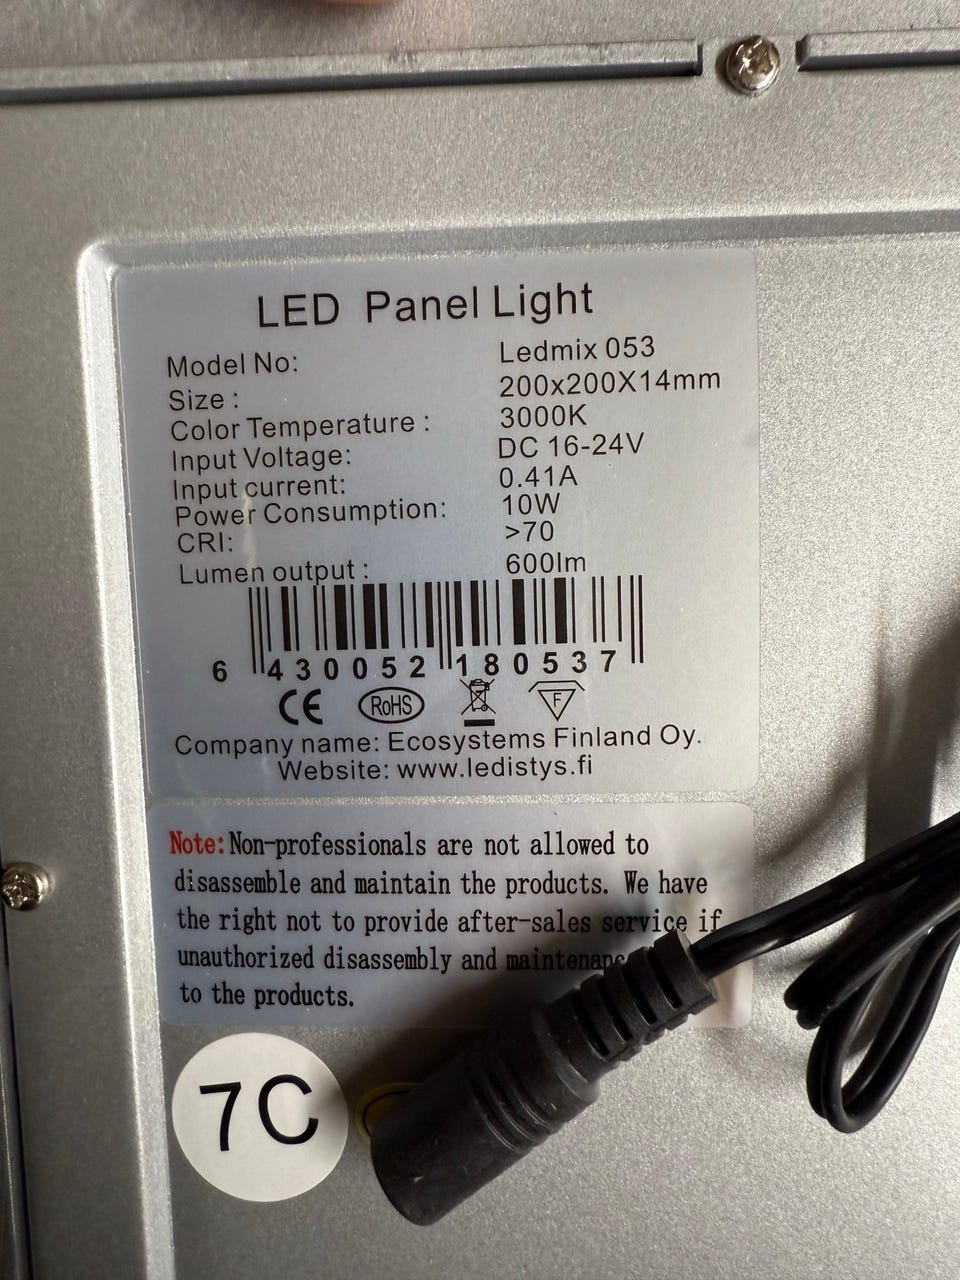 LED Panel Light
Model No: Ledmix 053
Size : 200x200X14mm
Color Temperature : 3000K
Input Voltage: DC 16-24V
Input current: 0.41A
Power Consumption: 10W
CRI: >70
Lumen output : 600lm
6 430052 180537
CE RoHS F
Company name: Ecosystems Finland Oy.
Website: www.ledistys.fi
Note: Non-professionals are not allowed to
disassemble and maintain the products. We have
the right not to provide after-sales service if
unauthorized disassembly and
to the products.
7C